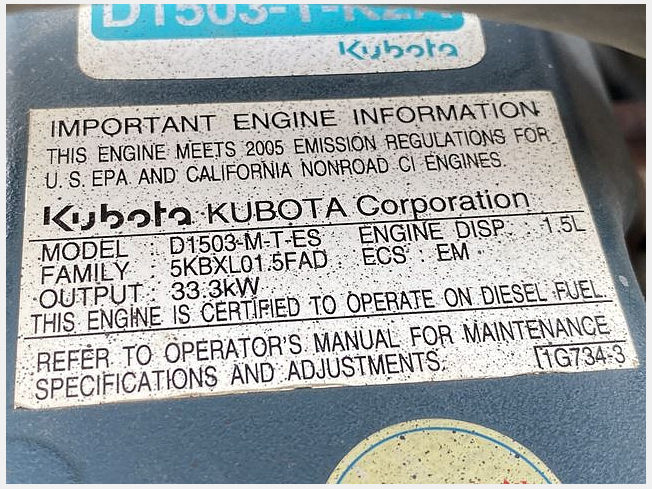 Kubota
IMPORTANT ENGINE INFORMATION
THIS ENGINE MEETS 2005 EMISSION REGULATIONS FOR
U.S. EPA AND CALIFORNIA NONROAD CI ENGINES.
Kubota KUBOTA Corporation
MODEL : D1503-M-T-ES ENGINE DISP. : 1.5L
FAMILY : 5KBXL01.5FAD ECS : EM
OUTPUT : 33.3kW
THIS ENGINE IS CERTIFIED TO OPERATE ON DIESEL FUEL.
REFER TO OPERATOR'S MANUAL FOR MAINTENANCE
SPECIFICATIONS AND ADJUSTMENTS. 1G734-3